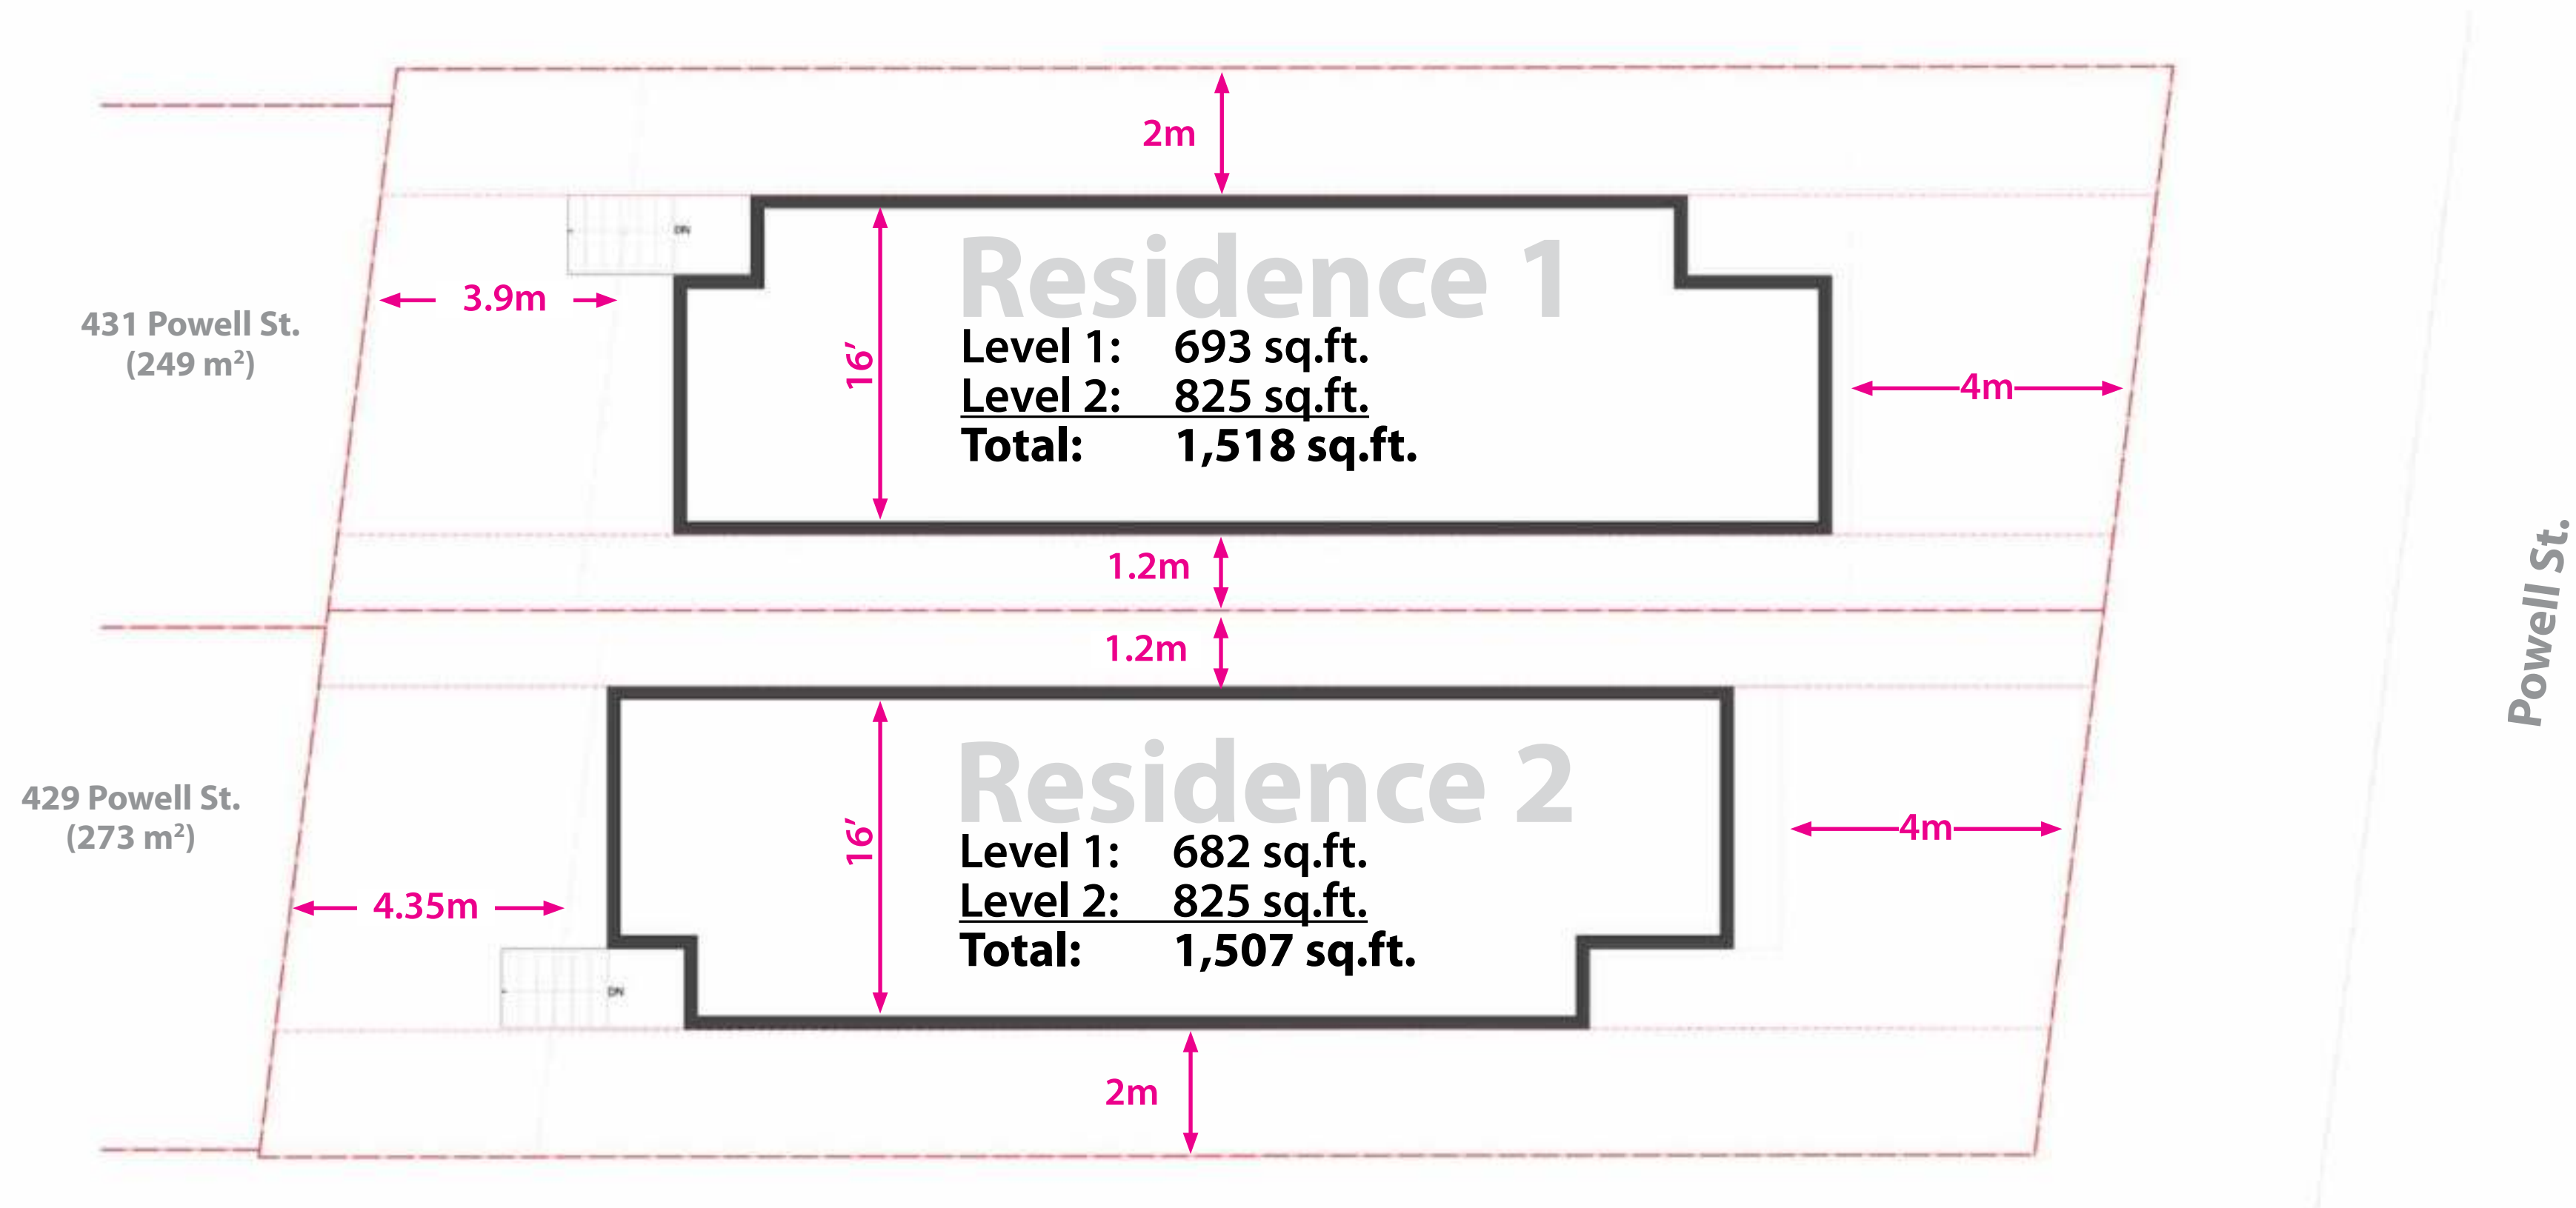 2m
DN
Residence 1
3.9m
431 Powell St.
(249 m²)
16'
Level 1: 693 sq.ft.
Level 2: 825 sq.ft.
Total: 1,518 sq.ft.
4m
1.2m
Powell St.
1.2m
Residence 2
429 Powell St.
(273 m²)
16'
Level 1: 682 sq.ft.
Level 2: 825 sq.ft.
Total: 1,507 sq.ft.
4m
4.35m
DN
2m